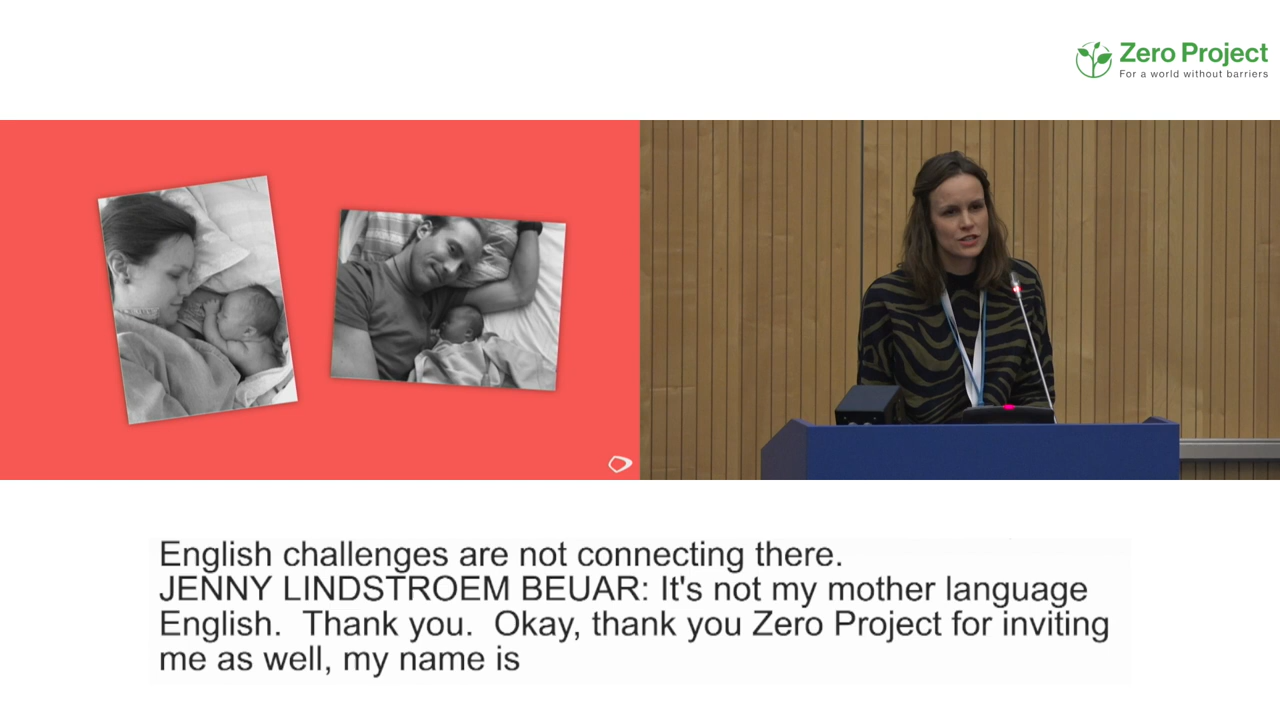 Zero Project
For a world without barriers
English challenges are not connecting there.
JENNY LINDSTROEM BEUAR: It's not my mother language
English.  Thank you.  Okay, thank you Zero Project for inviting
me as well, my name is